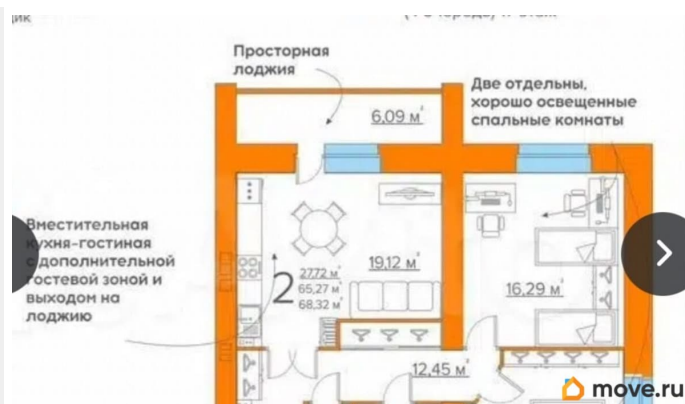 Просторная
лоджия
6,09 м²
Две отдельны,
хорошо освещенные
спальные комнаты
Вместительная
кухня-гостиная
с дополнительной
гостевой зоной и
выходом на
лоджию
2
27,72 м²
65,27 м²
68,32 м²
19,12 м²
16,29 м²
12,45 м²
move.ru